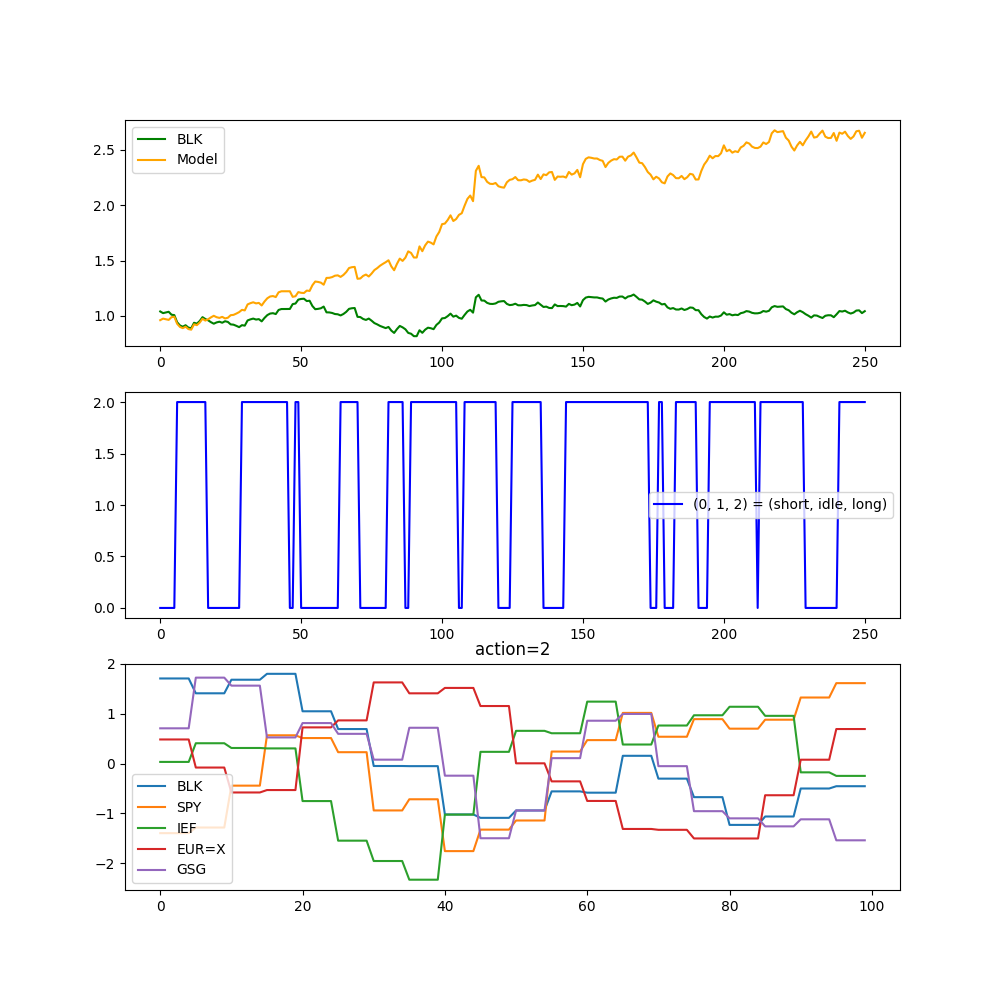 BLK
Model
2.5
2.0
1.5
1.0
0 50 100 150 200 250
2.0
1.5
1.0
0.5
0.0
(0, 1, 2) = (short, idle, long)
0 50 100 150 200 250
action=2
2
1
0
−1
−2
BLK
SPY
IEF
EUR=X
GSG
0 20 40 60 80 100